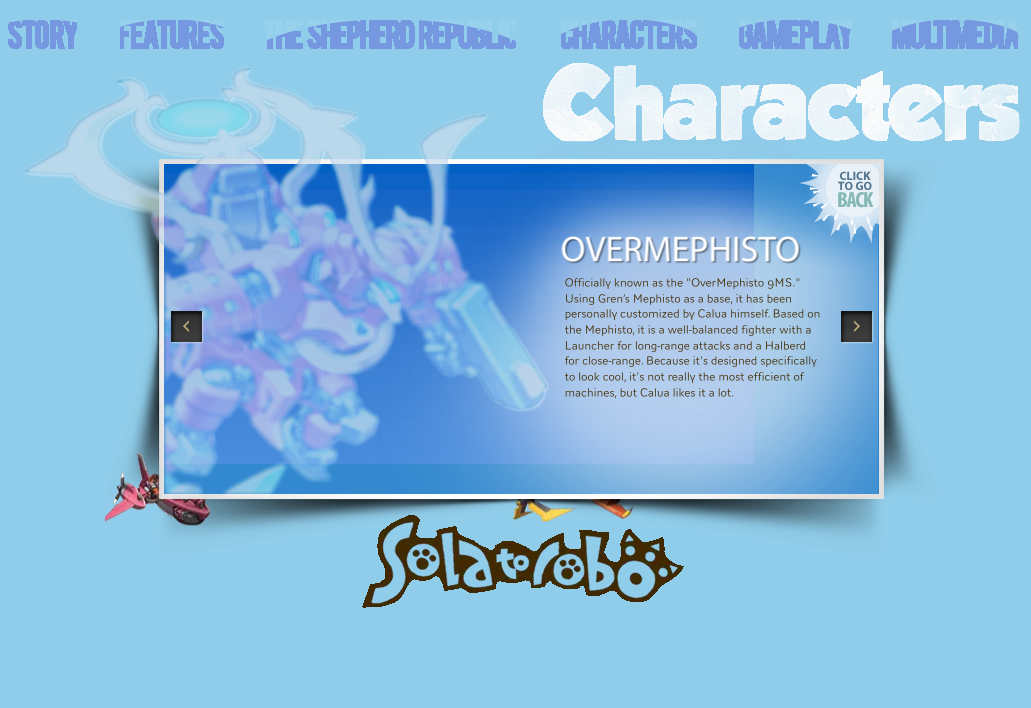 STORY FEATURES THE SHEPHERD REPUBLIC CHARACTERS GAMEPLAY MULTIMEDIA
Characters
CLICK
TO GO
BACK
OVERMEPHISTO
Officially known as the "OverMephisto 9MS."
Using Gren's Mephisto as a base, it has been
personally customized by Calua himself. Based on
the Mephisto, it is a well-balanced fighter with a
Launcher for long-range attacks and a Halberd
for close-range. Because it's designed specifically
to look cool, it's not really the most efficient of
machines, but Calua likes it a lot.
Solatorobo